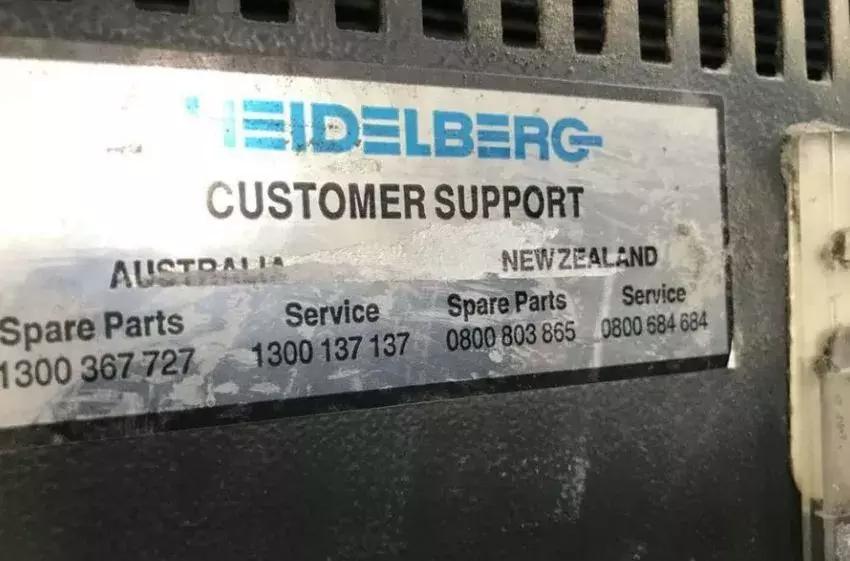 HEIDELBERG
CUSTOMER SUPPORT
AUSTRALIA NEW ZEALAND
Spare Parts Service Spare Parts Service
1300 367 727 1300 137 137 0800 803 865 0800 684 684